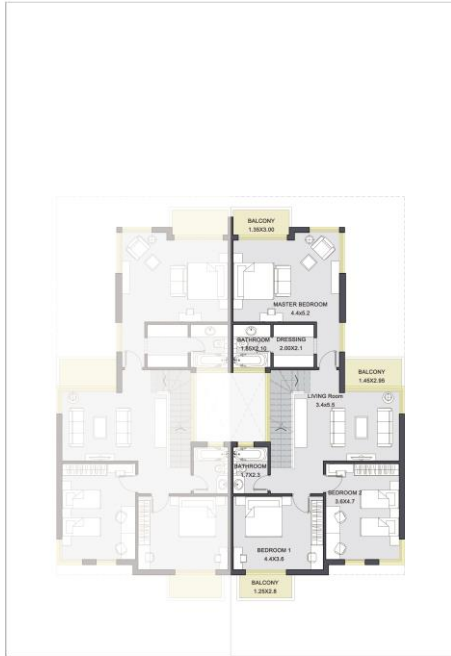 BALCONY
1.35X3.00
MASTER BEDROOM
4.4x5.2
BATHROOM
1.85X2.10
DRESSING
2.00X2.1
BALCONY
1.45X2.95
LIVING Room
3.4x6.6
BATHROOM
1.7X2.3
BEDROOM 2
3.6X4.7
BEDROOM 1
4.4X3.8
BALCONY
1.25X2.8